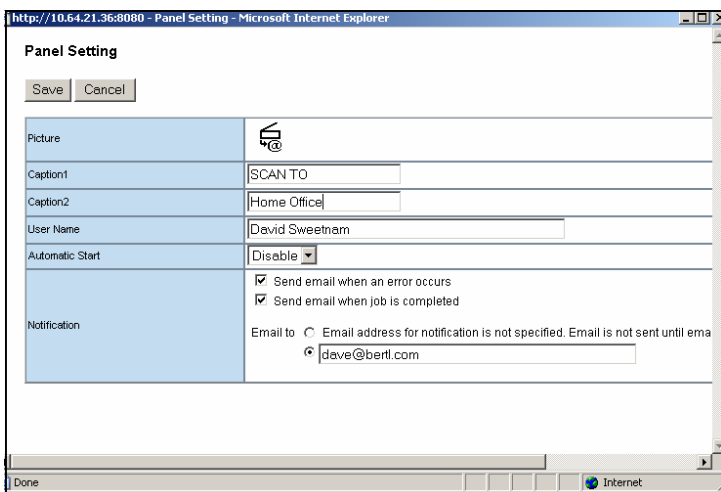 http://10.64.21.36:8080 - Panel Setting - Microsoft Internet Explorer
Panel Setting
Save Cancel
Picture
@
Caption1 SCAN TO
Caption2 Home Office
User Name David Sweetnam
Automatic Start Disable
Notification
Send email when an error occurs
Send email when job is completed
Email to Email address for notification is not specified. Email is not sent until ema
dave@bertl.com
Done Internet